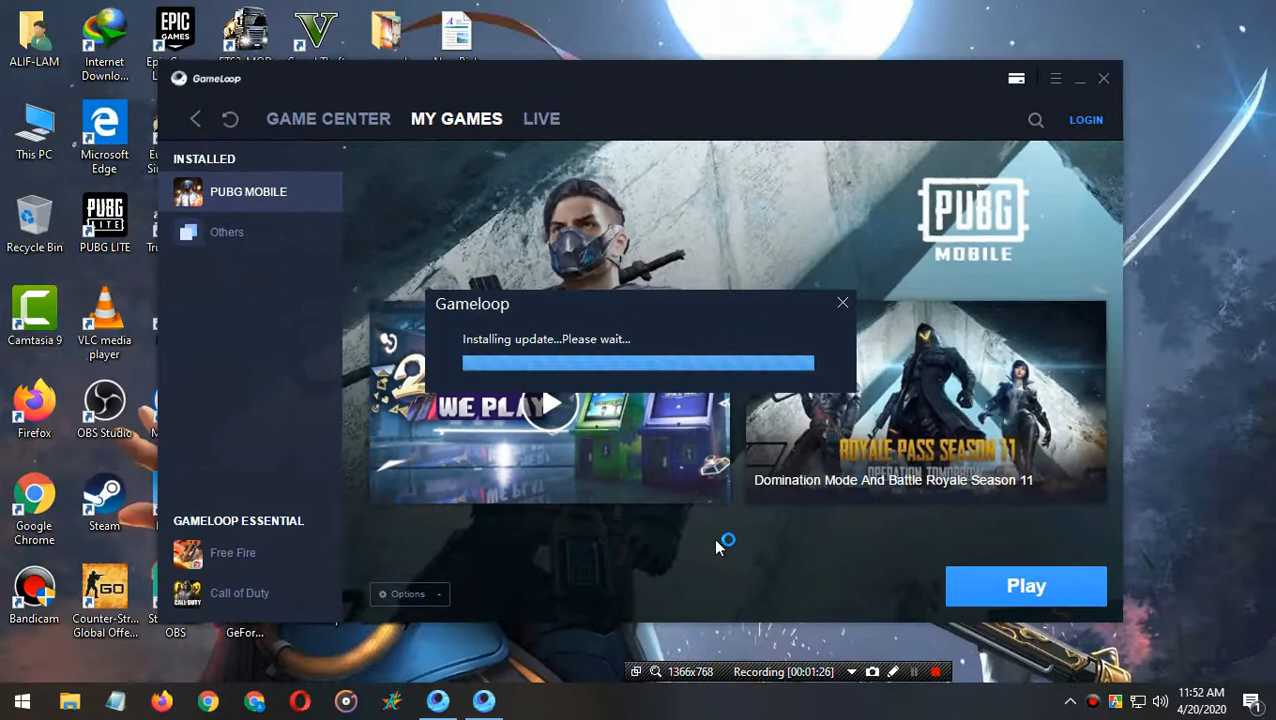 ALIF-LAM
Internet Downlo...
EPIC
GAMES
This PC
Microsoft Edge
Recycle Bin
PUBG
LITE
PUBG LITE
Camtasia 9
VLC media player
Firefox
OBS Studio
Google Chrome
Steam
Bandicam
GO
Counter-Str... Global Offe...
OBS
GeFor...
GameLoop
GAME CENTER
MY GAMES
LIVE
LOGIN
INSTALLED
PUBG MOBILE
Others
GAMELOOP ESSENTIAL
Free Fire
Call of Duty
PUBG
MOBILE
Gameloop
Installing update...Please wait...
WE PLAY
ROYALE PASS SEASON 11
OPERATION TOMORROW
Domination Mode And Battle Royale Season 11
Options
Play
1366x768
Recording [00:01:26]
11:52 AM
4/20/2020
1